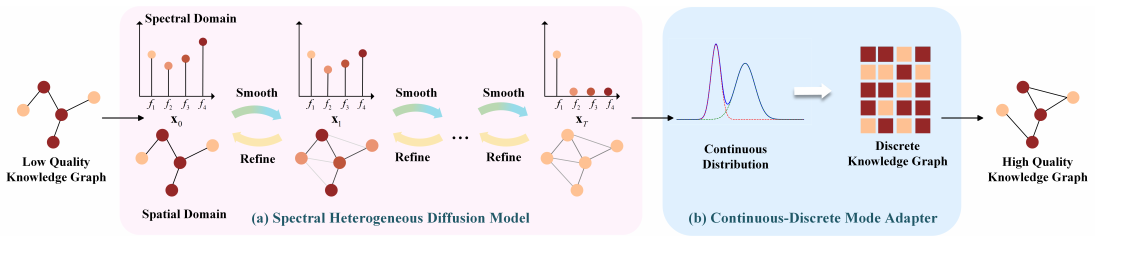 Low Quality
Knowledge Graph
Spectral Domain
f1 f2 f3 f4
x0
Spatial Domain
Smooth
Refine
f1 f2 f3 f4
x1
Smooth
Refine
...
Smooth
Refine
f1 f2 f3 f4
xT
(a) Spectral Heterogeneous Diffusion Model
Continuous
Distribution
Discrete
Knowledge Graph
(b) Continuous-Discrete Mode Adapter
High Quality
Knowledge Graph